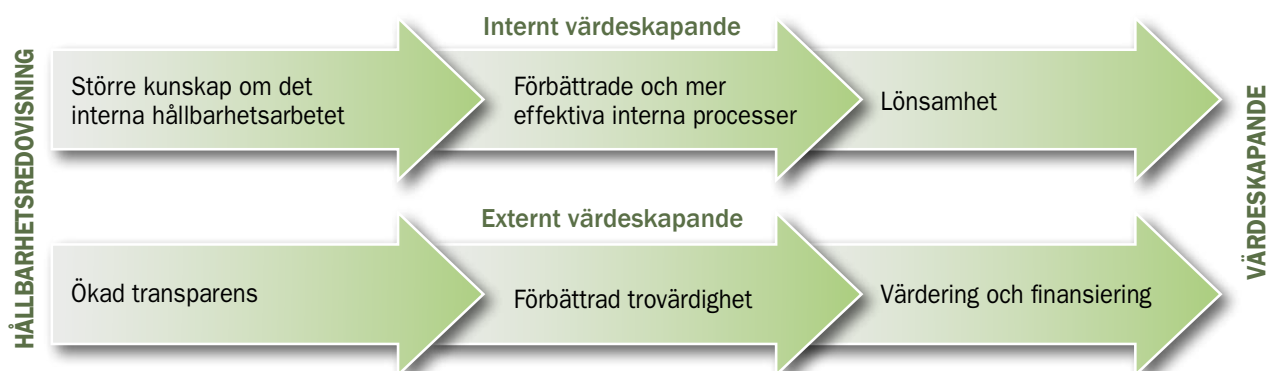 HÅLLBARHETSREDOVISNING
Internt värdeskapande
Större kunskap om det
interna hållbarhetsarbetet
Förbättrade och mer
effektiva interna processer
Lönsamhet
Externt värdeskapande
Ökad transparens
Förbättrad trovärdighet
Värdering och finansiering
VÄRDESKAPANDE